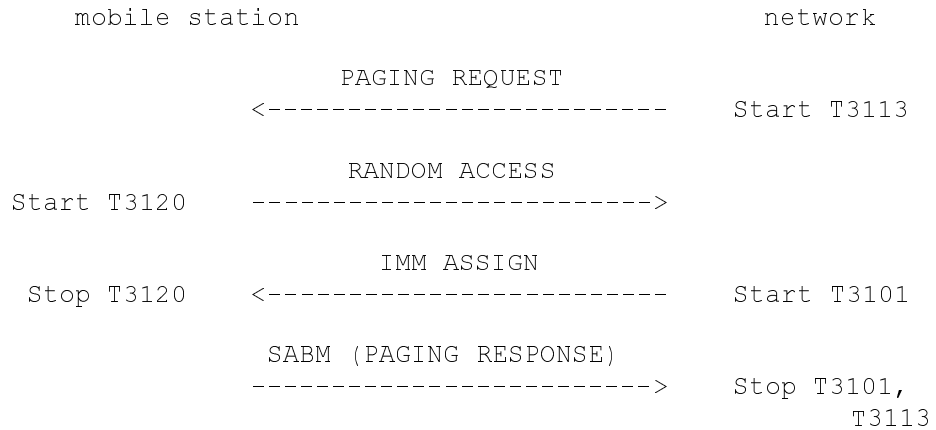 mobile station network
PAGING REQUEST
<------------------------- Start T3113
RANDOM ACCESS
Start T3120 ------------------------->
IMM ASSIGN
Stop T3120 <------------------------- Start T3101
SABM (PAGING RESPONSE)
-------------------------> Stop T3101,
T3113